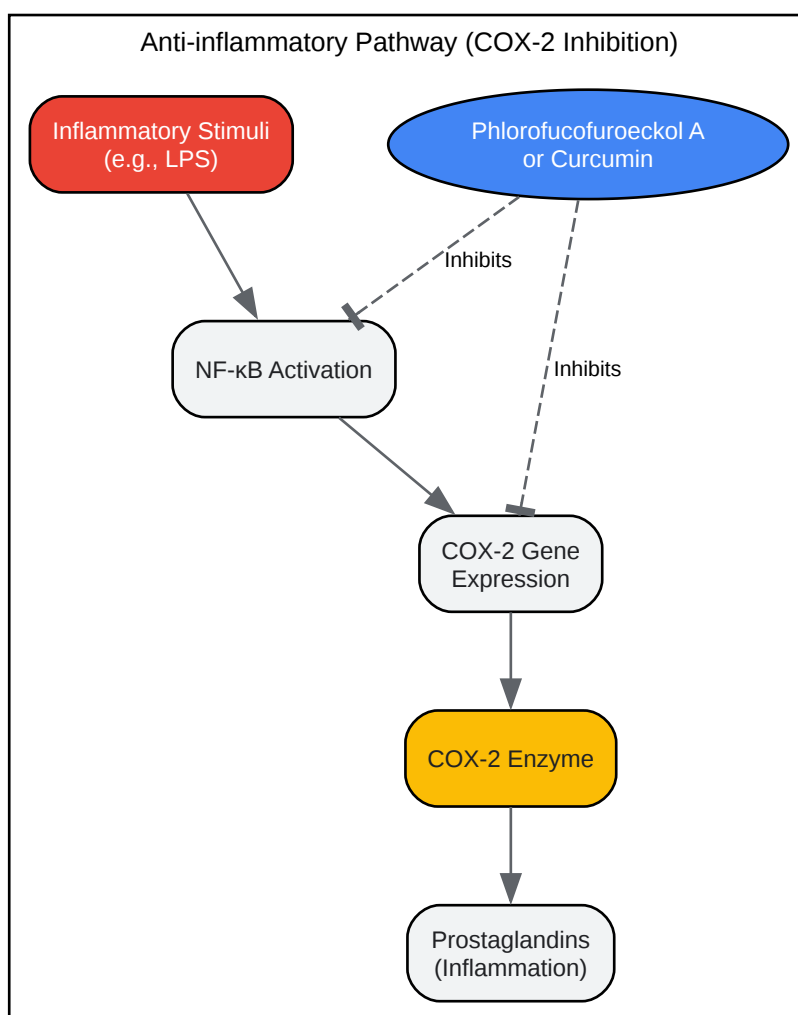 Anti-inflammatory Pathway (COX-2 Inhibition)
Inflammatory Stimuli
(e.g., LPS)
Phlorofucofuroeckol A
or Curcumin
Inhibits
NF-κB Activation
Inhibits
COX-2 Gene
Expression
COX-2 Enzyme
Prostaglandins
(Inflammation)